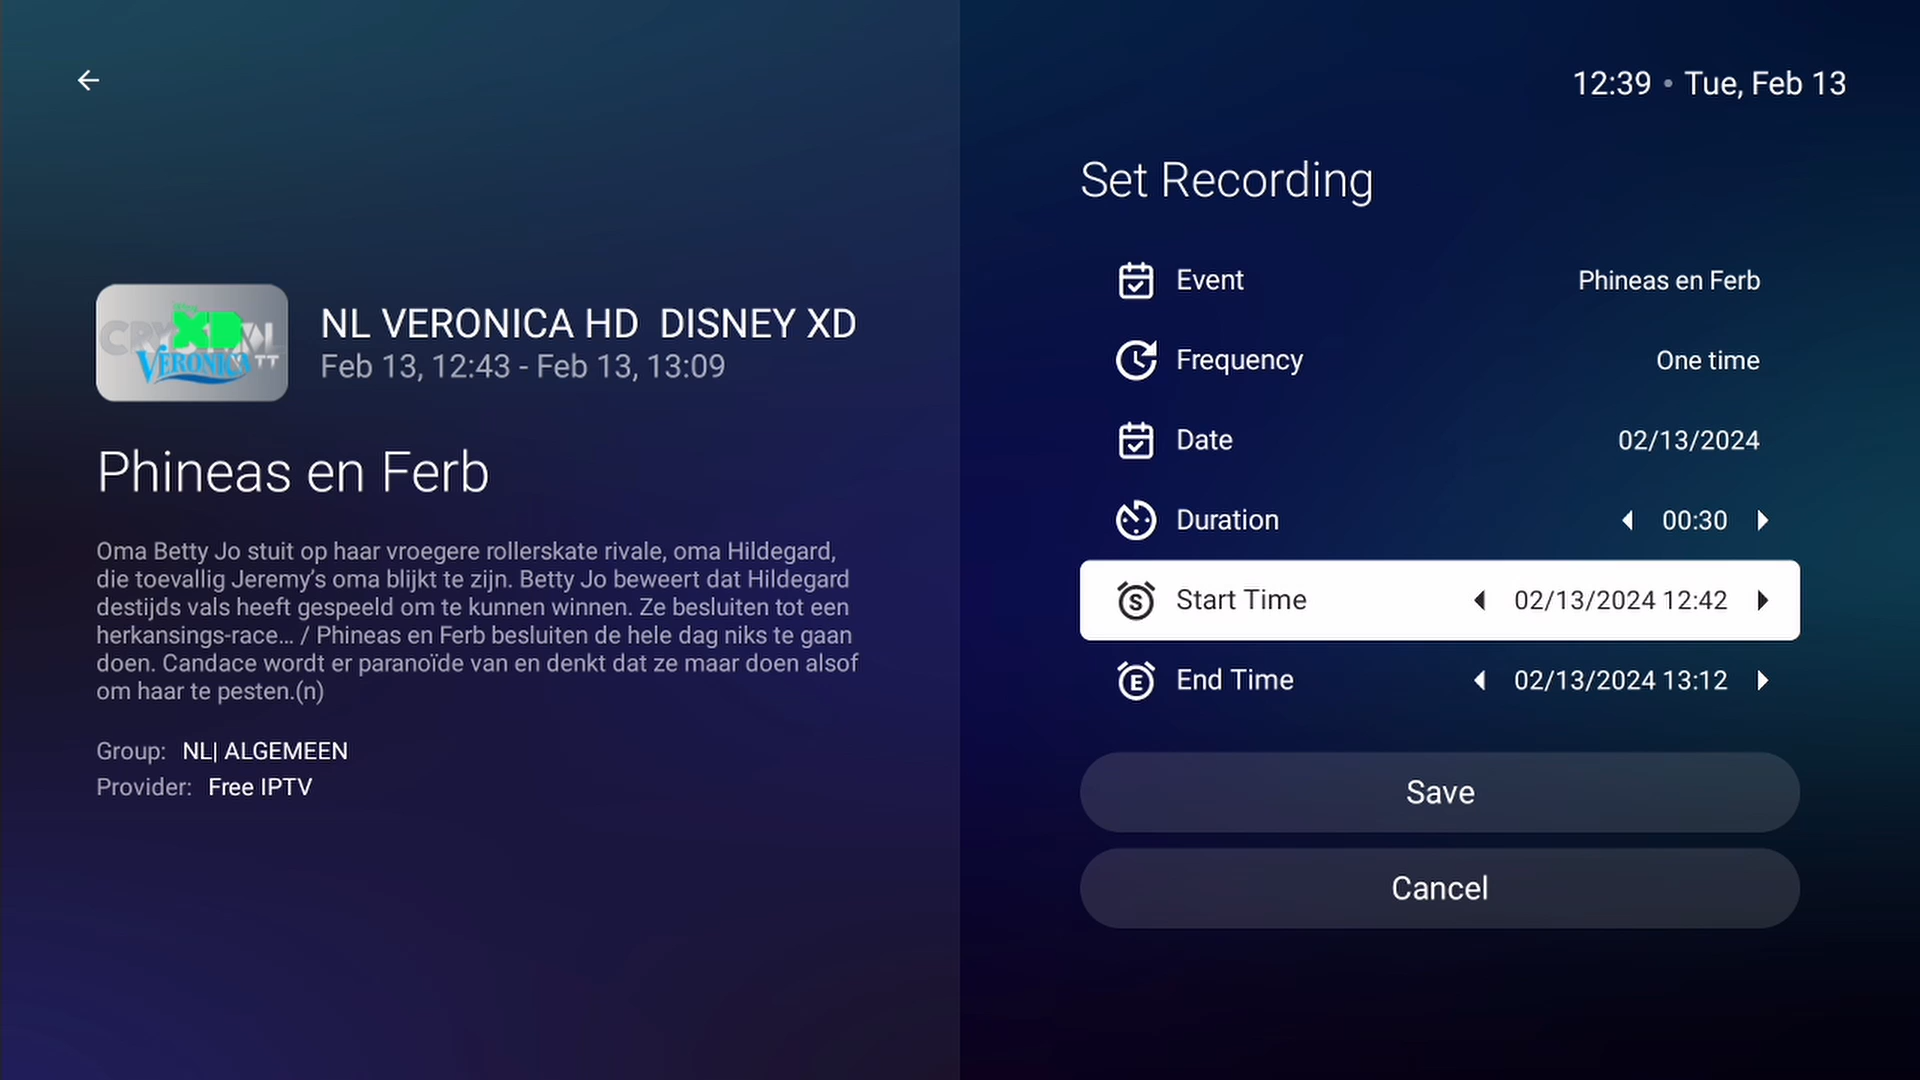 12:39 • Tue, Feb 13
XD
VERONICA
TT
NL VERONICA HD DISNEY XD
Feb 13, 12:43 - Feb 13, 13:09
Phineas en Ferb
Oma Betty Jo stuit op haar vroegere rollerskate rivale, oma Hildegard,
die toevallig Jeremy’s oma blijkt te zijn. Betty Jo beweert dat Hildegard
destijds vals heeft gespeeld om te kunnen winnen. Ze besluiten tot een
herkansings-race... / Phineas en Ferb besluiten de hele dag niks te gaan
doen. Candace wordt er paranoïde van en denkt dat ze maar doen alsof
om haar te pesten.(n)
Group: NL| ALGEMEEN
Provider: Free IPTV
Set Recording
Event Phineas en Ferb
Frequency One time
Date 02/13/2024
Duration 00:30
S Start Time 02/13/2024 12:42
E End Time 02/13/2024 13:12
Save
Cancel